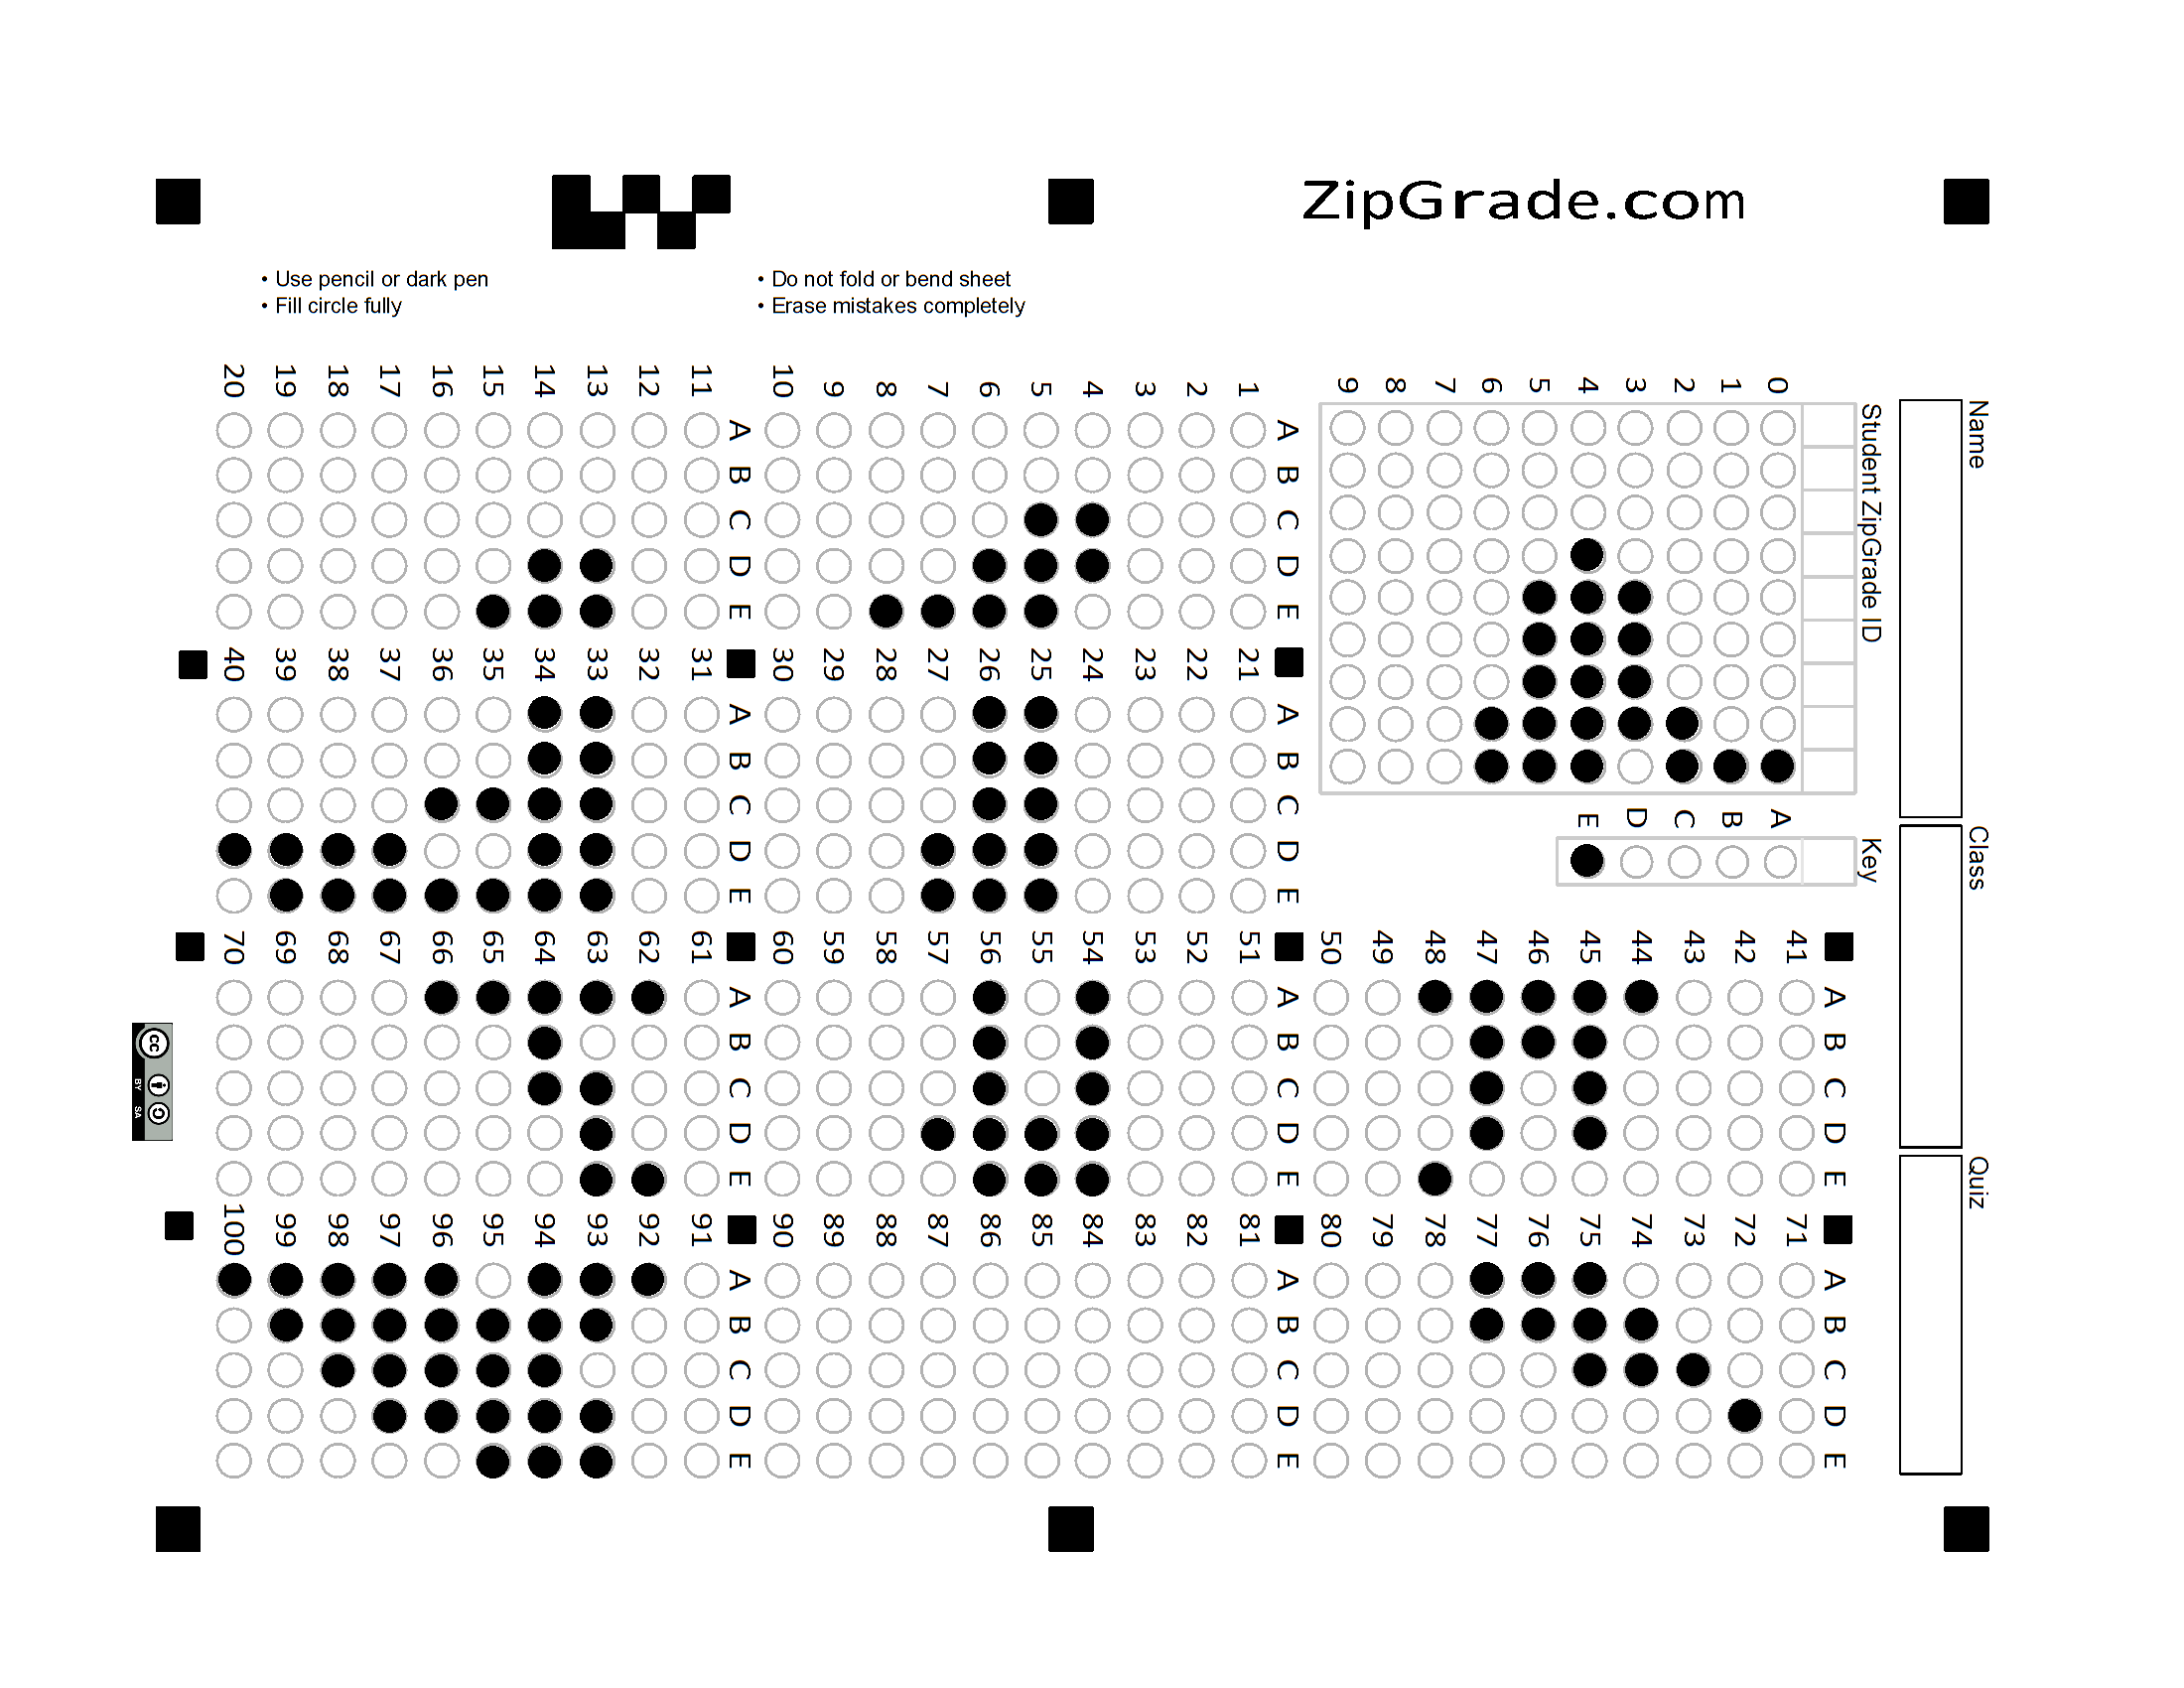 ZipGrade.com
• Use pencil or dark pen
• Fill circle fully
• Do not fold or bend sheet
• Erase mistakes completely
Name
Class
Quiz
Student ZipGrade ID
0 1 2 3 4 5 6 7 8 9
Key
A B C D E
1 2 3 4 5 6 7 8 9 10
A B C D E
11 12 13 14 15 16 17 18 19 20
A B C D E
21 22 23 24 25 26 27 28 29 30
A B C D E
31 32 33 34 35 36 37 38 39 40
A B C D E
41 42 43 44 45 46 47 48 49 50
A B C D E
51 52 53 54 55 56 57 58 59 60
A B C D E
61 62 63 64 65 66 67 68 69 70
A B C D E
71 72 73 74 75 76 77 78 79 80
A B C D E
81 82 83 84 85 86 87 88 89 90
A B C D E
91 92 93 94 95 96 97 98 99 100
A B C D E
cc
BY SA